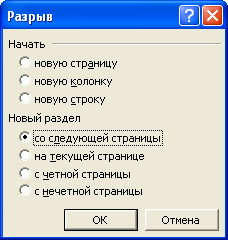 Разрыв
Начать
новую страницу
новую колонку
новую строку
Новый раздел
со следующей страницы
на текущей странице
с четной страницы
с нечетной страницы
ОК
Отмена